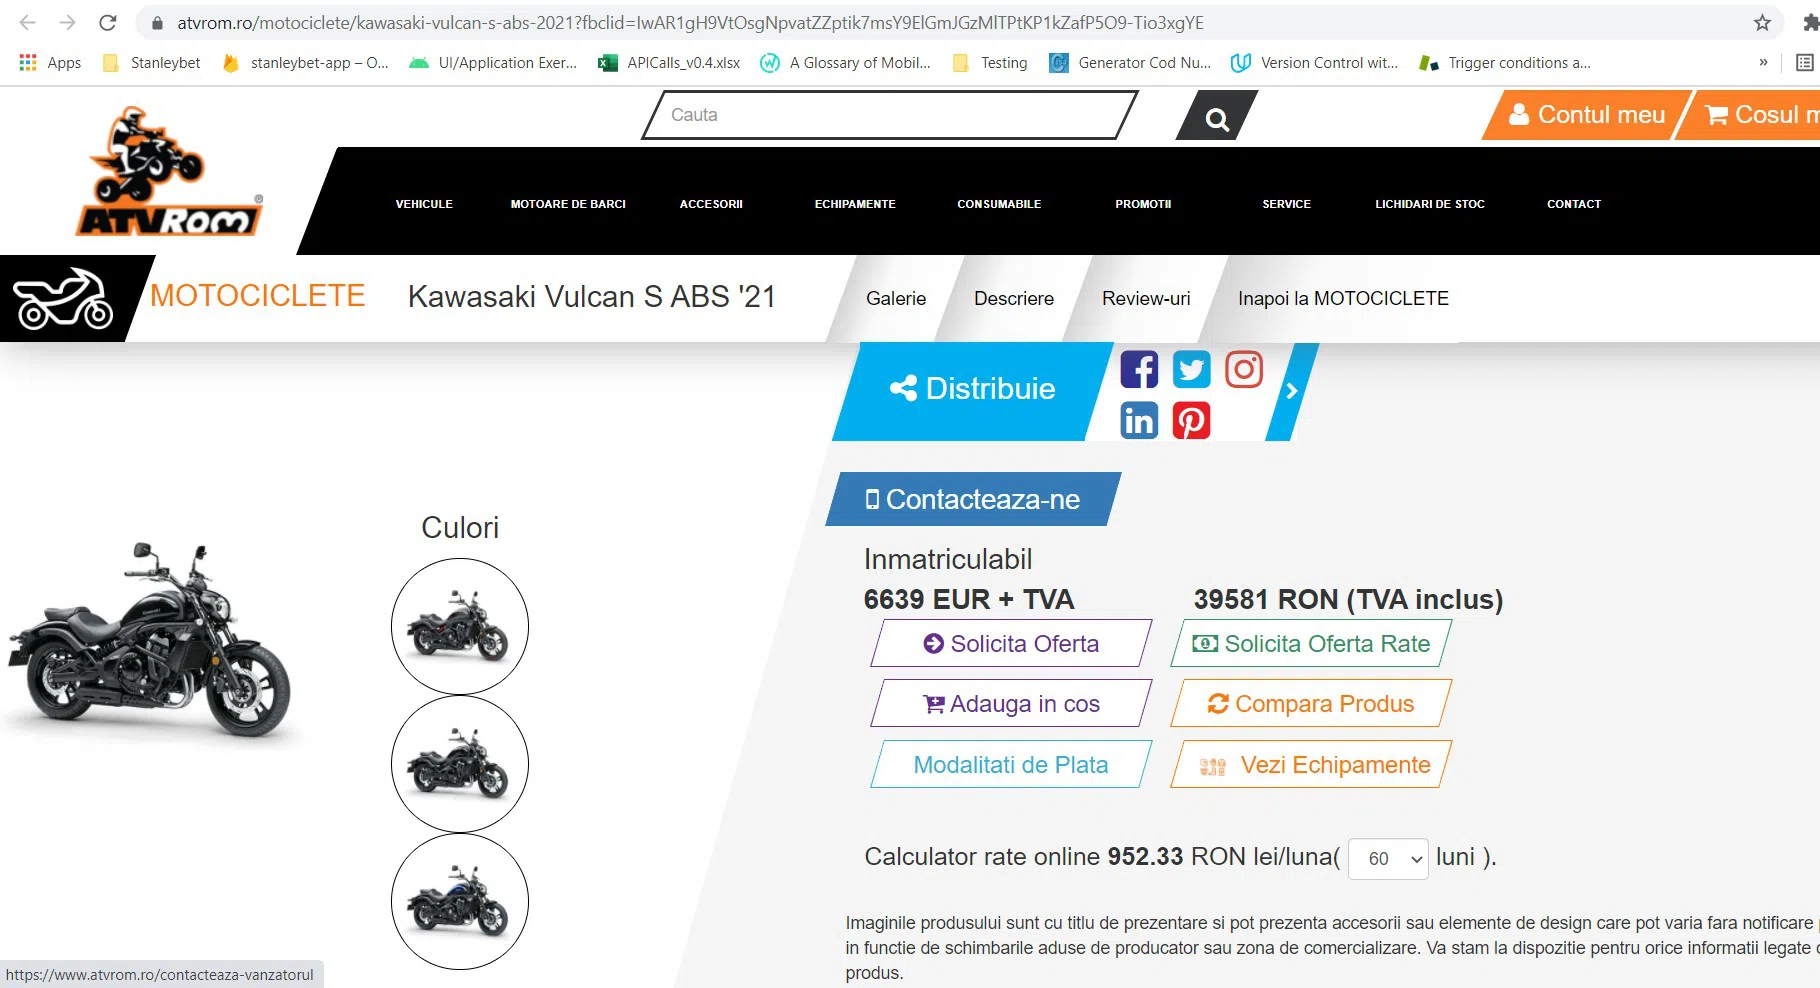 atvrom.ro/motociclete/kawasaki-vulcan-s-abs-2021?fbclid=IwAR1gH9VtOsgNpvatZZptik7msY9ElGmJGzMlTPtKP1kZafP5O9-Tio3xgYE
Apps Stanleybet stanleybet-app – O... UI/Application Exer... APICalls_v0.4.xlsx A Glossary of Mobil... Testing Generator Cod Nu... Version Control wit... Trigger conditions a... »
Cauta
Contul meu Cosul m
ATVRom®
VEHICULE MOTOARE DE BARCI ACCESORII ECHIPAMENTE CONSUMABILE PROMOTII SERVICE LICHIDARI DE STOC CONTACT
MOTOCICLETE Kawasaki Vulcan S ABS '21 Galerie Descriere Review-uri Inapoi la MOTOCICLETE
Distribuie
Contacteaza-ne
Culori
Inmatriculabil
6639 EUR + TVA 39581 RON (TVA inclus)
Solicita Oferta Solicita Oferta Rate
Adauga in cos Compara Produs
Modalitati de Plata Vezi Echipamente
Calculator rate online 952.33 RON lei/luna( 60 luni ).
Imaginile produsului sunt cu titlu de prezentare si pot prezenta accesorii sau elemente de design care pot varia fara notificare
in functie de schimbarile aduse de producator sau zona de comercializare. Va stam la dispozitie pentru orice informatii legate
produs.
https://www.atvrom.ro/contacteaza-vanzatorul